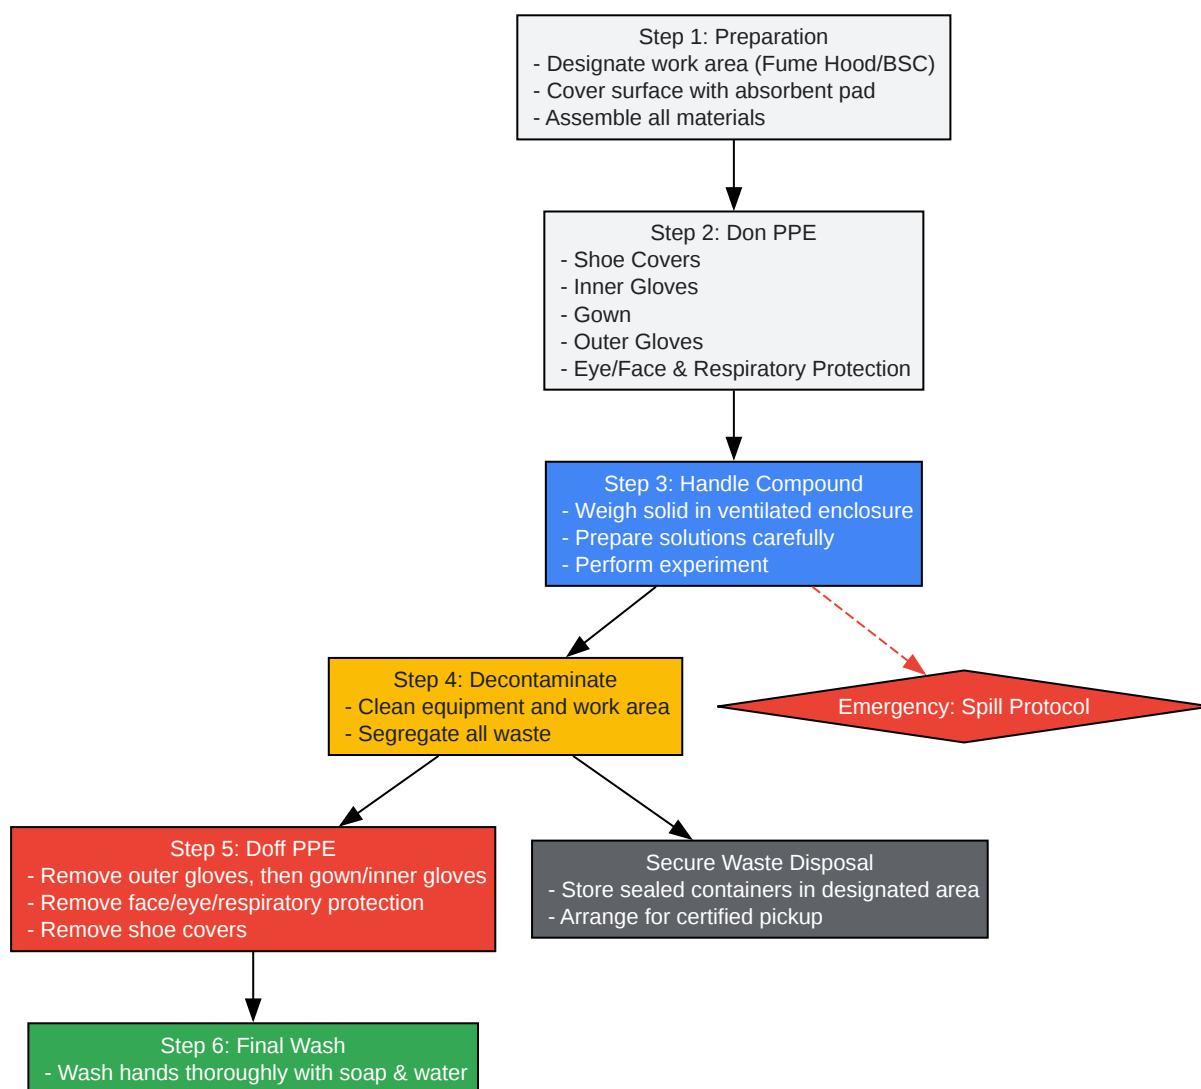 Step 1: Preparation
- Designate work area (Fume Hood/BSC)
- Cover surface with absorbent pad
- Assemble all materials
Step 2: Don PPE
- Shoe Covers
- Inner Gloves
- Gown
- Outer Gloves
- Eye/Face & Respiratory Protection
Step 3: Handle Compound
- Weigh solid in ventilated enclosure
- Prepare solutions carefully
- Perform experiment
Step 4: Decontaminate
- Clean equipment and work area
- Segregate all waste
Emergency: Spill Protocol
Step 5: Doff PPE
- Remove outer gloves, then gown/inner gloves
- Remove face/eye/respiratory protection
- Remove shoe covers
Secure Waste Disposal
- Store sealed containers in designated area
- Arrange for certified pickup
Step 6: Final Wash
- Wash hands thoroughly with soap & water